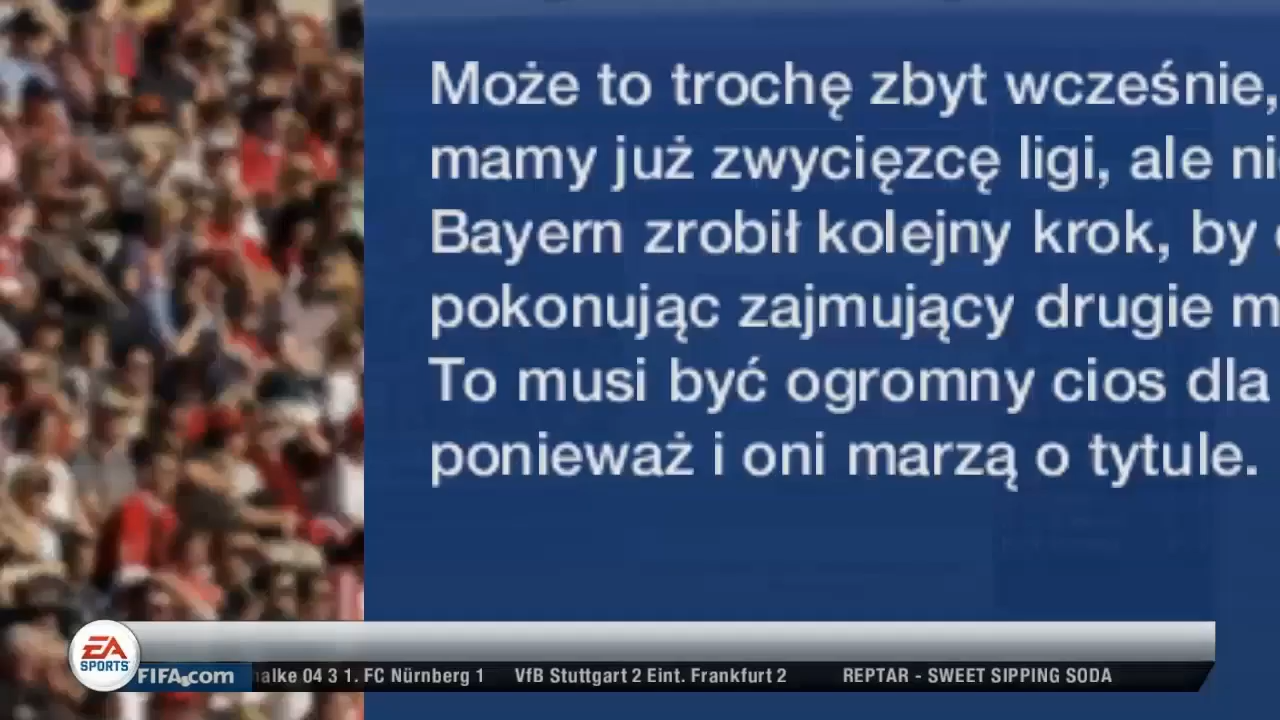 Może to trochę zbyt wcześnie,
mamy już zwycięzcę ligi, ale
Bayern zrobił kolejny krok, by
pokonując zajmujący drugie
To musi być ogromny cios dla
ponieważ i oni marzą o tytule.
EA SPORTS
FIFA.com 04 3 1. FC Nürnberg 1 VfB Stuttgart 2 Eint. Frankfurt 2 REPTAR - SWEET SIPPING SODA